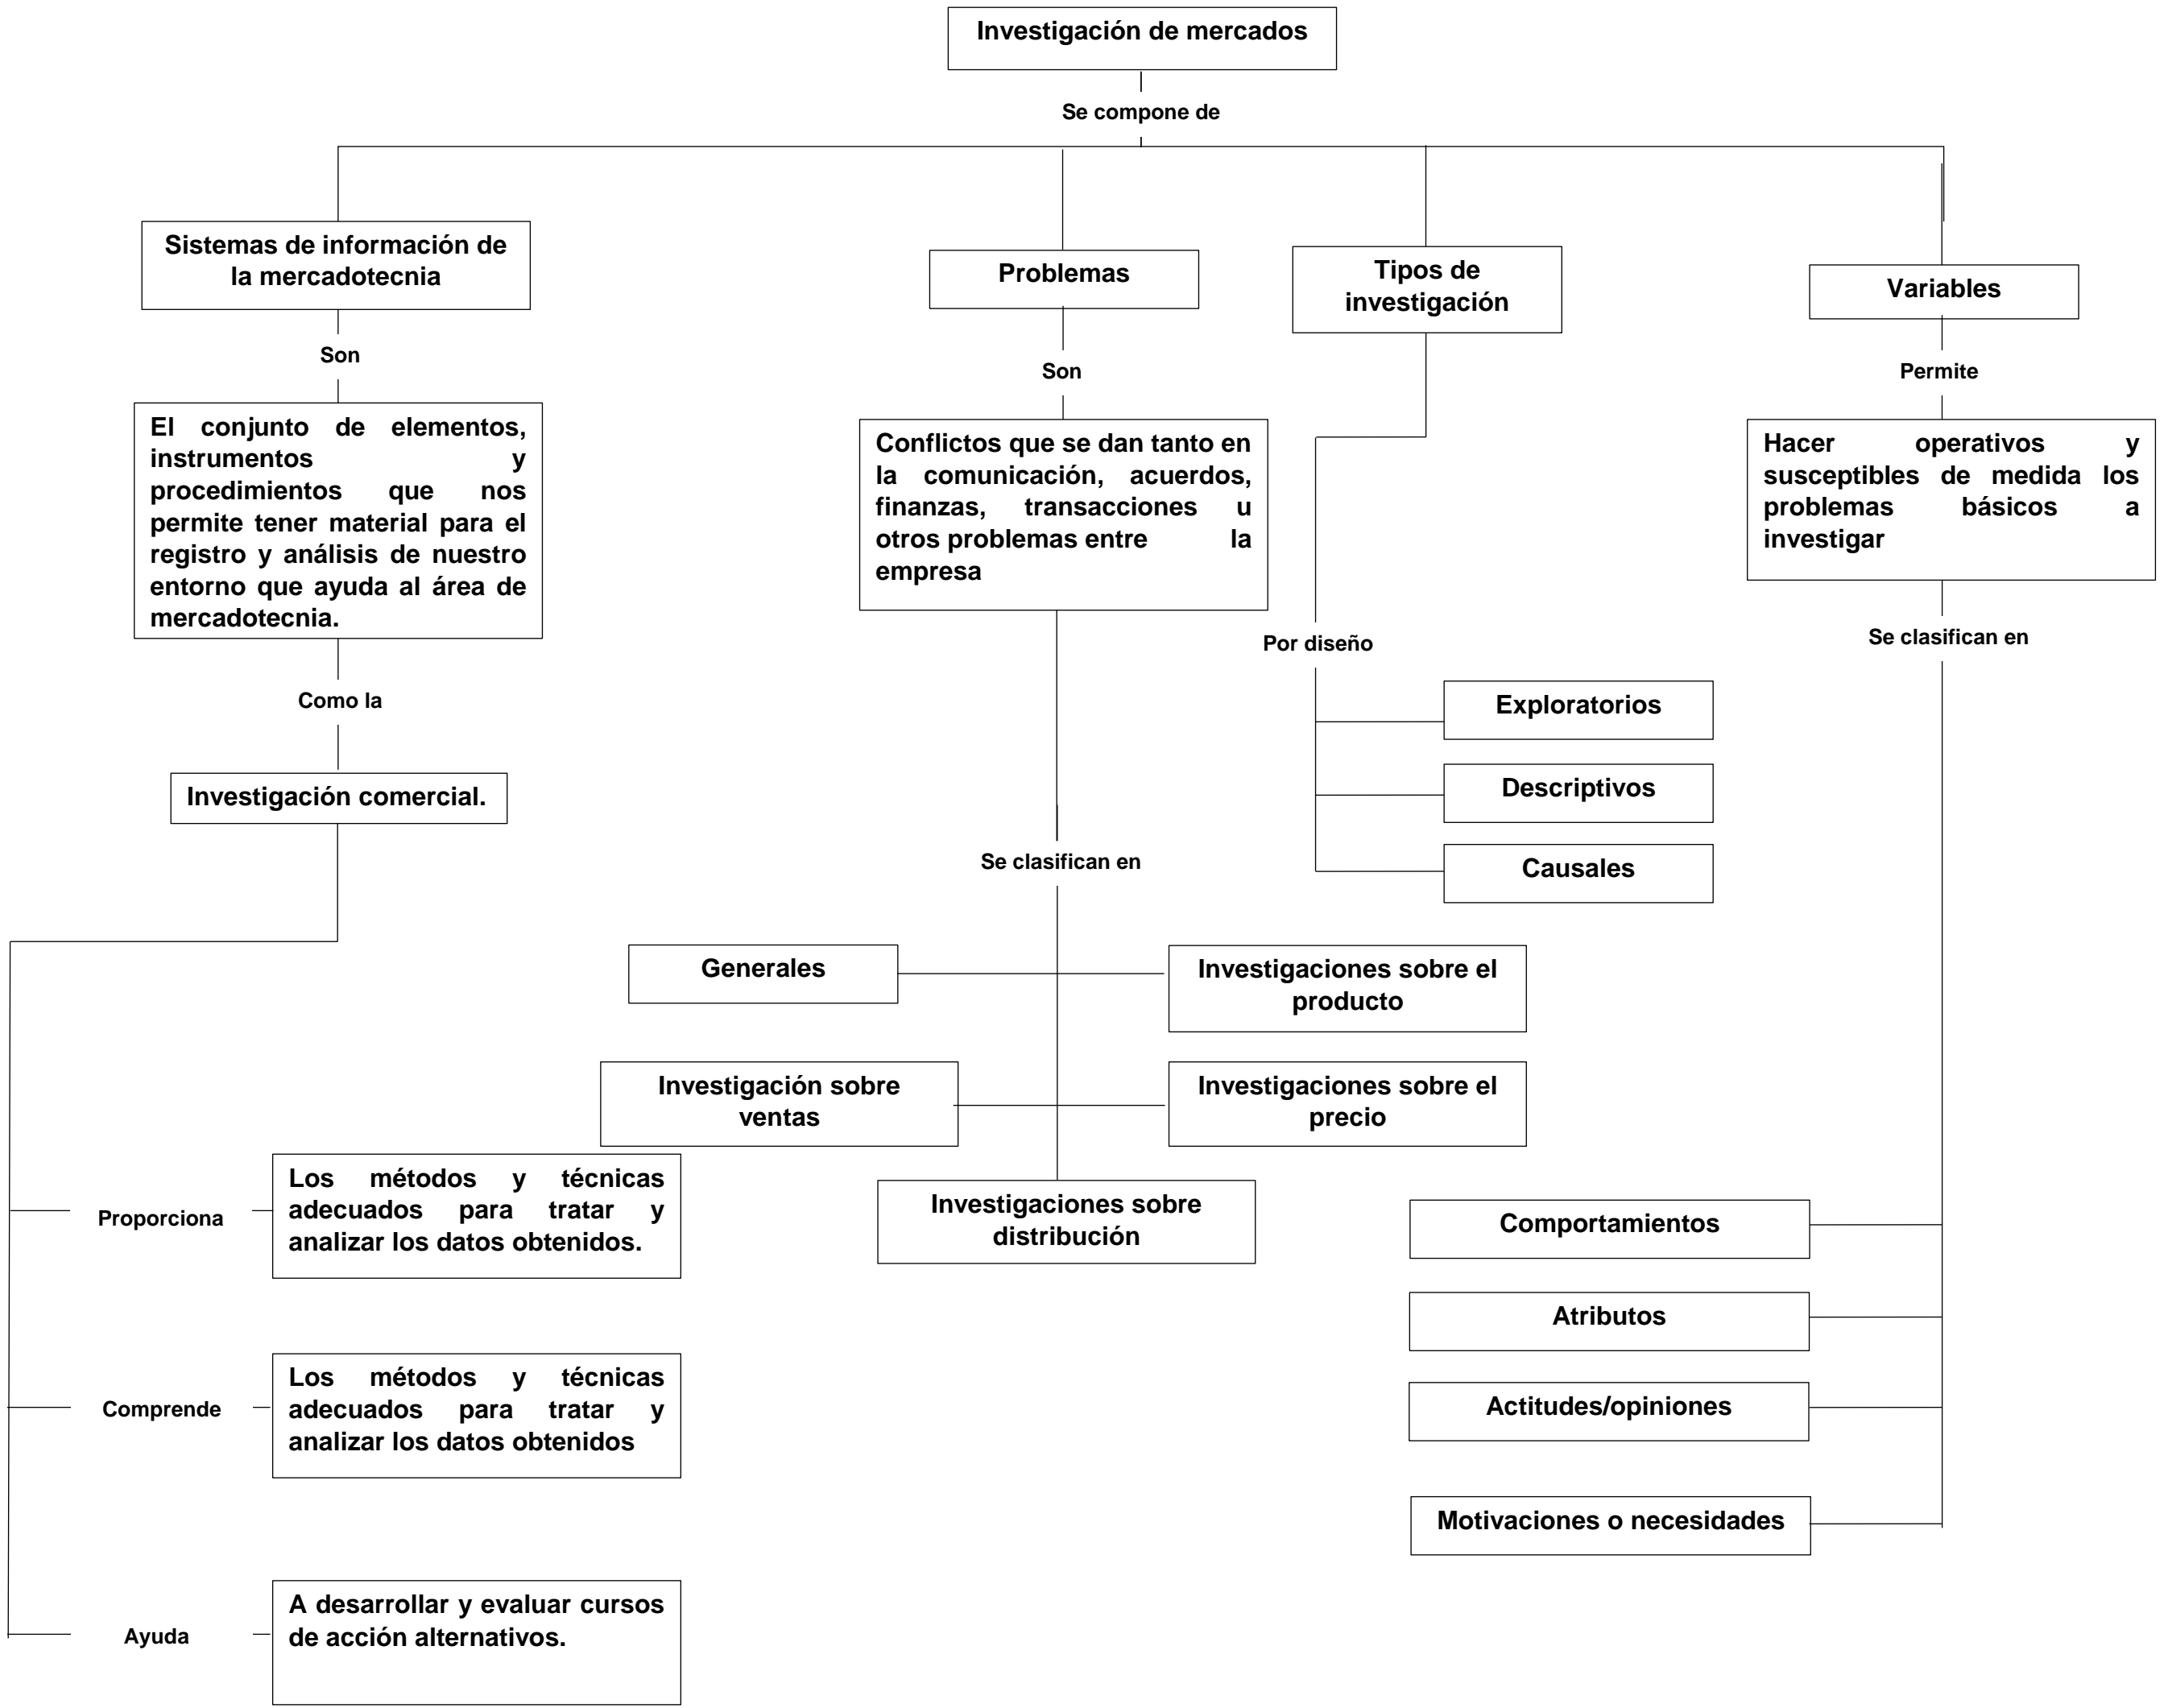 Investigación de mercados
Se compone de
Sistemas de información de
la mercadotecnia
Son
El conjunto de elementos,
instrumentos y
procedimientos que nos
permite tener material para el
registro y análisis de nuestro
entorno que ayuda al área de
mercadotecnia.
Como la
Investigación comercial.
Proporciona
Los métodos y técnicas
adecuados para tratar y
analizar los datos obtenidos.
Comprende
Los métodos y técnicas
adecuados para tratar y
analizar los datos obtenidos
Ayuda
A desarrollar y evaluar cursos
de acción alternativos.
Problemas
Son
Conflictos que se dan tanto en
la comunicación, acuerdos,
finanzas, transacciones u
otros problemas entre la
empresa
Se clasifican en
Generales
Investigaciones sobre el
producto
Investigación sobre
ventas
Investigaciones sobre el
precio
Investigaciones sobre
distribución
Tipos de
investigación
Por diseño
Exploratorios
Descriptivos
Causales
Variables
Permite
Hacer operativos y
susceptibles de medida los
problemas básicos a
investigar
Se clasifican en
Comportamientos
Atributos
Actitudes/opiniones
Motivaciones o necesidades